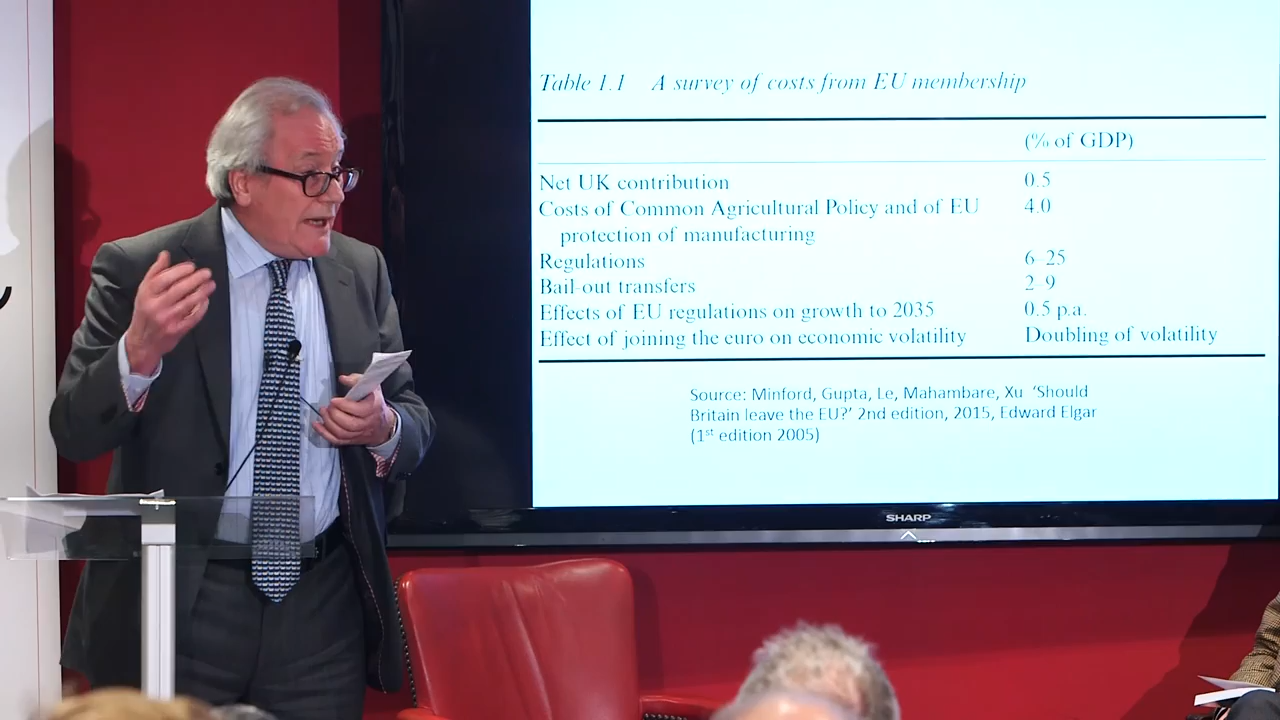 Table 1.1 A survey of costs from EU membership
(% of GDP)
Net UK contribution 0.5
Costs of Common Agricultural Policy and of EU 4.0
protection of manufacturing
Regulations 6–25
Bail-out transfers 2–9
Effects of EU regulations on growth to 2035 0.5 p.a.
Effect of joining the euro on economic volatility Doubling of volatility
Source: Minford, Gupta, Le, Mahambare, Xu ‘Should
Britain leave the EU?’ 2nd edition, 2015, Edward Elgar
(1st edition 2005)
SHARP